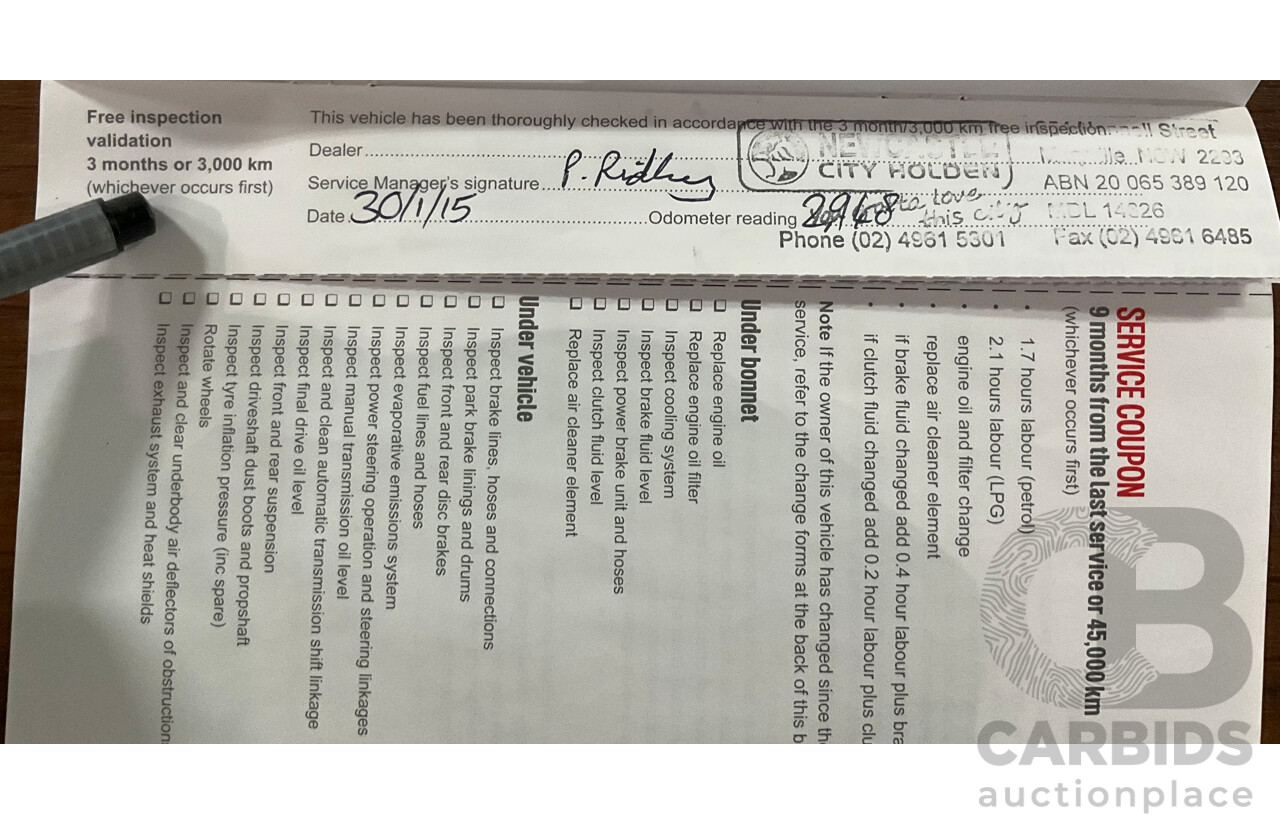 Free inspection
validation
3 months or 3,000 km
(whichever occurs first)
This vehicle has been thoroughly checked in accordance with the 3 month/3,000 km free inspection.
Dealer
Service Manager's signature P. Ridley
Date 30/1/15
Odometer reading
NEWCASTLE
CITY HOLDEN
love
this city
Street
NSW 2293
ABN 20 065 389 120
Phone (02) 4961 5301
Fax (02) 4961 6485
SERVICE COUPON
9 months from the last service or 45,000 km
(whichever occurs first)
• 1.7 hours labour (petrol)
• 2.1 hours labour (LPG)
• engine oil and filter change
• replace air cleaner element
• if brake fluid changed add 0.4 hour labour plus bra
• if clutch fluid changed add 0.2 hour labour plus clu
Note If the owner of this vehicle has changed since th
service, refer to the change forms at the back of this b
Under bonnet
Replace engine oil
Replace engine oil filter
Inspect cooling system
Inspect brake fluid level
Inspect power brake unit and hoses
Inspect clutch fluid level
Replace air cleaner element
Under vehicle
Inspect brake lines, hoses and connections
Inspect park brake linings and drums
Inspect front and rear disc brakes
Inspect fuel lines and hoses
Inspect evaporative emissions system
Inspect power steering operation and steering linkages
Inspect manual transmission oil level
Inspect and clean automatic transmission shift linkage
Inspect final drive oil level
Inspect front and rear suspension
Inspect driveshaft dust boots and propshaft
Inspect tyre inflation pressure (inc spare)
Rotate wheels
Inspect and clear underbody air deflectors of obstruction
Inspect exhaust system and heat shields
CB
CARBIDS
auctionplace